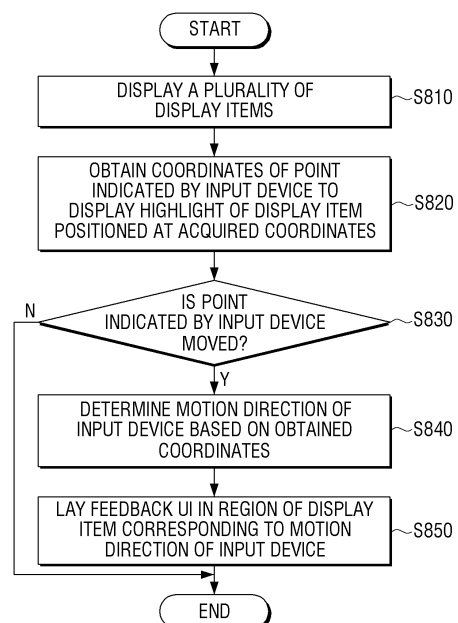 START
DISPLAY A PLURALITY OF
DISPLAY ITEMS
S810
OBTAIN COORDINATES OF POINT
INDICATED BY INPUT DEVICE TO
DISPLAY HIGHLIGHT OF DISPLAY ITEM
POSITIONED AT ACQUIRED COORDINATES
S820
N
IS POINT
INDICATED BY INPUT DEVICE
MOVED?
S830
Y
DETERMINE MOTION DIRECTION OF
INPUT DEVICE BASED ON OBTAINED
COORDINATES
S840
LAY FEEDBACK UI IN REGION OF DISPLAY
ITEM CORRESPONDING TO MOTION
DIRECTION OF INPUT DEVICE
S850
END